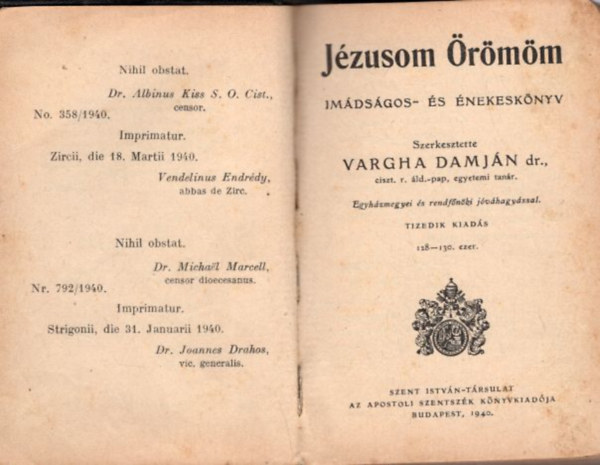 Nihil obstat.
Dr. Albinus Kiss S. O. Cist.,
censor.
No. 358/1940.
Imprimatur.
Zircii, die 18. Martii 1940.
Vendelinus Endrédy,
abbas de Zirc.
Nihil obstat.
Dr. Michaël Marcell,
censor dioecesanus.
Nr. 792/1940.
Imprimatur.
Strigonii, die 31. Januarii 1940.
Dr. Joannes Drahos,
vic. generalis.
Jézusom Örömöm
IMÁDSÁGOS- ÉS ÉNEKESKÖNYV
Szerkesztette
VARGHA DAMJÁN dr.,
ciszt. r. áld.-pap, egyetemi tanár.
Egyházmegyei és rendfőnöki jóváhagyással.
TIZEDIK KIADÁS
128—130. ezer.
SZENT ISTVÁN-TÁRSULAT
AZ APOSTOLI SZENTSZÉK KÖNYVKIADÓJA
BUDAPEST, 1940.